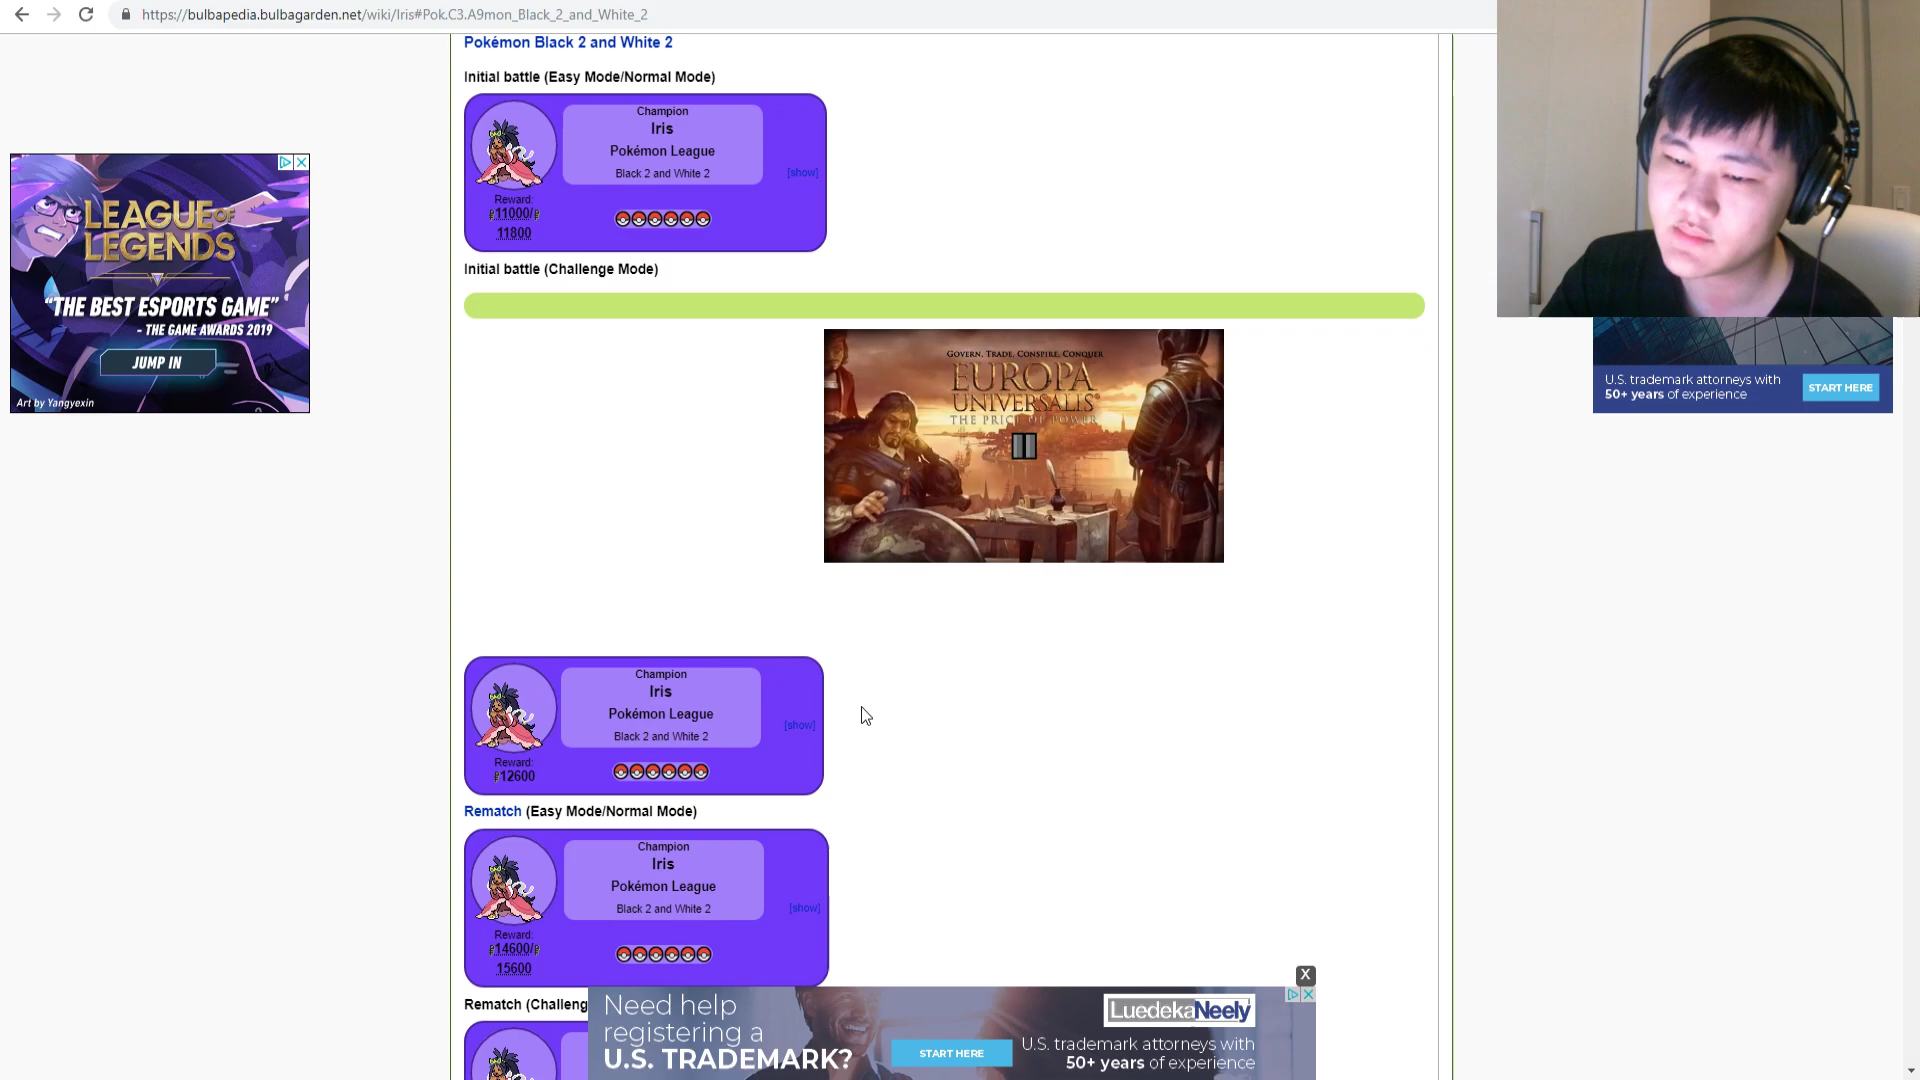 https://bulbapedia.bulbagarden.net/wiki/Iris#Pok.C3.A9mon_Black_2_and_White_2
Pokémon Black 2 and White 2
Initial battle (Easy Mode/Normal Mode)
Champion
Iris
Pokémon League
Black 2 and White 2
[show]
Reward:
₽11000/₽
11800
Initial battle (Challenge Mode)
LEAGUE OF
LEGENDS
“THE BEST ESPORTS GAME”
- THE GAME AWARDS 2019
JUMP IN
Art by Yangyexin
GOVERN, TRADE, CONSPIRE, CONQUER
EUROPA
UNIVERSALIS
THE PRICE OF POWER
U.S. trademark attorneys with
50+ years of experience
START HERE
Champion
Iris
Pokémon League
Black 2 and White 2
[show]
Reward:
₽12600
Rematch (Easy Mode/Normal Mode)
Champion
Iris
Pokémon League
Black 2 and White 2
[show]
Reward:
₽14600/₽
15600
Rematch (Challeng
X
Need help
registering a
U.S. TRADEMARK?
START HERE
LuedekaNeely
U.S. trademark attorneys with
50+ years of experience